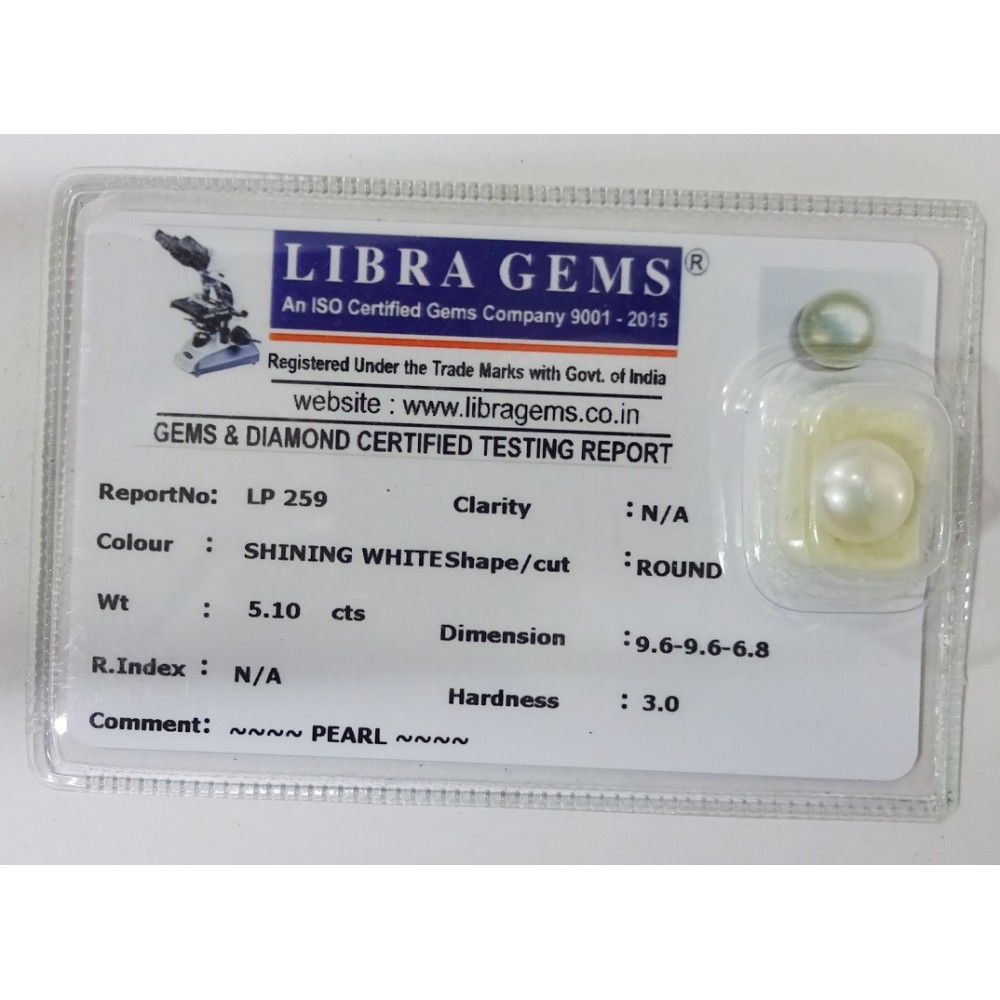 LIBRA GEMS ®
An ISO Certified Gems Company 9001 - 2015
Registered Under the Trade Marks with Govt. of India
website : www.libragems.co.in
GEMS & DIAMOND CERTIFIED TESTING REPORT
ReportNo: LP 259 Clarity : N/A
Colour : SHINING WHITE Shape/cut : ROUND
Wt : 5.10 cts Dimension : 9.6-9.6-6.8
R.Index : N/A Hardness : 3.0
Comment: ~~~~ PEARL ~~~~